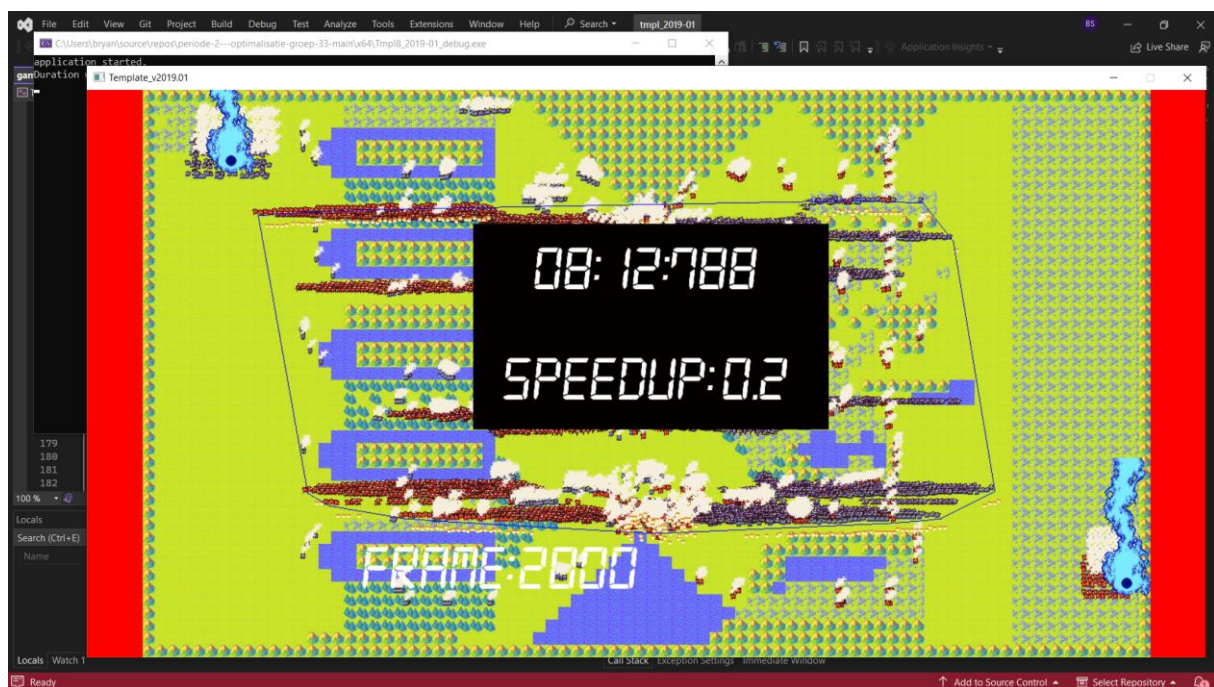 File Edit View Git Project Build Debug Test Analyze Tools Extensions Window Help Search tmpl_2019-01 BS
C:\Users\bryan\source\repos\periode-2---optimalisatie-groep-33-main\x64\Tmpl8_2019-01_debug.exe
Application Insights
Live Share
application started.
Duration
Template_v2019.01
08:12:788
SPEEDUP:0.2
FRAME:2800
179
180
181
182
100 %
Locals
Search (Ctrl+E)
Name
Locals Watch 1
Call Stack Exception Settings Immediate Window
Ready
Add to Source Control Select Repository